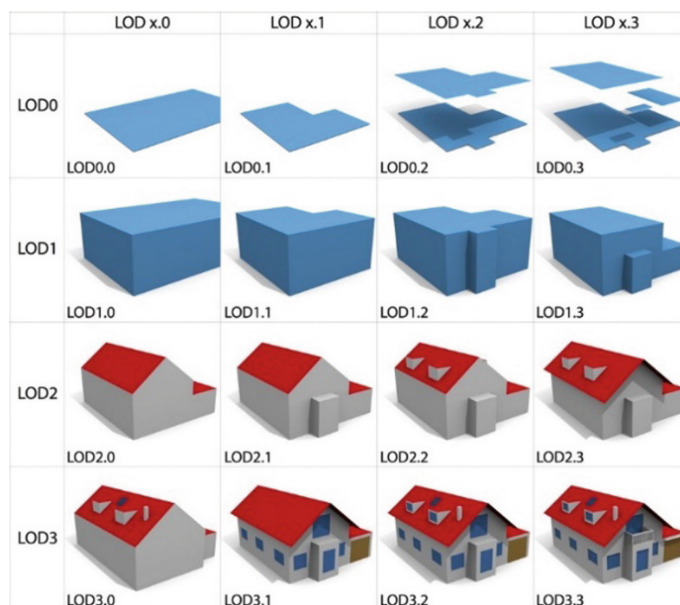 LOD x.0 LOD x.1 LOD x.2 LOD x.3
LOD0
LOD0.0 LOD0.1 LOD0.2 LOD0.3
LOD1
LOD1.0 LOD1.1 LOD1.2 LOD1.3
LOD2
LOD2.0 LOD2.1 LOD2.2 LOD2.3
LOD3
LOD3.0 LOD3.1 LOD3.2 LOD3.3